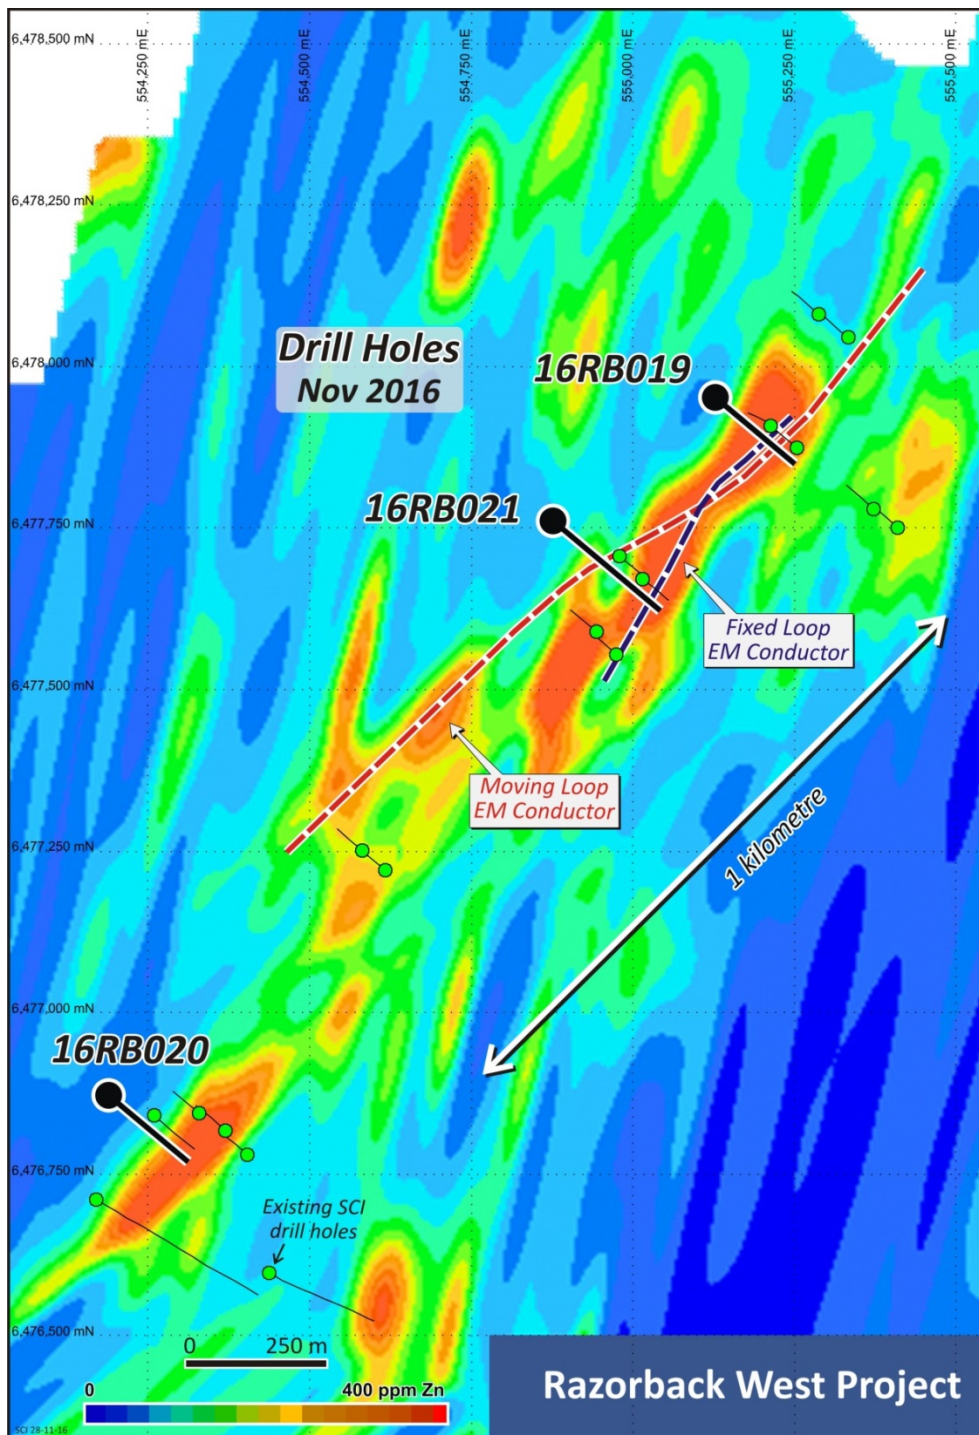 554,250 mE
554,500 mE
554,750 mE
555,000 mE
555,250 mE
555,500 mE
6,478,500 mN
6,478,250 mN
6,478,000 mN
6,477,750 mN
6,477,500 mN
6,477,250 mN
6,477,000 mN
6,476,750 mN
6,476,500 mN
Drill Holes
Nov 2016
16RB019
16RB021
Fixed Loop
EM Conductor
Moving Loop
EM Conductor
1 kilometre
16RB020
Existing SCI
drill holes
0 250 m
0 400 ppm Zn
SCI 28-11-16
Razorback West Project